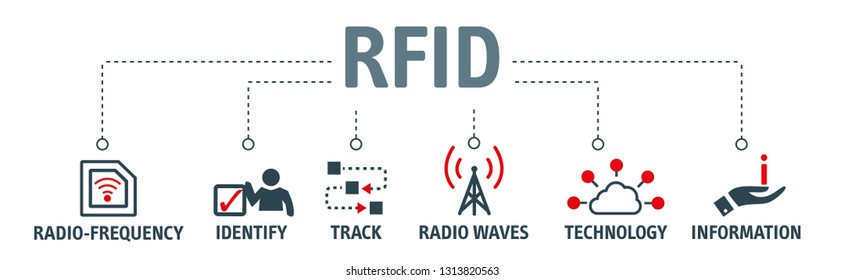 RFID
RADIO-FREQUENCY IDENTIFY TRACK RADIO WAVES TECHNOLOGY INFORMATION
shutterstock.com · 1313820563